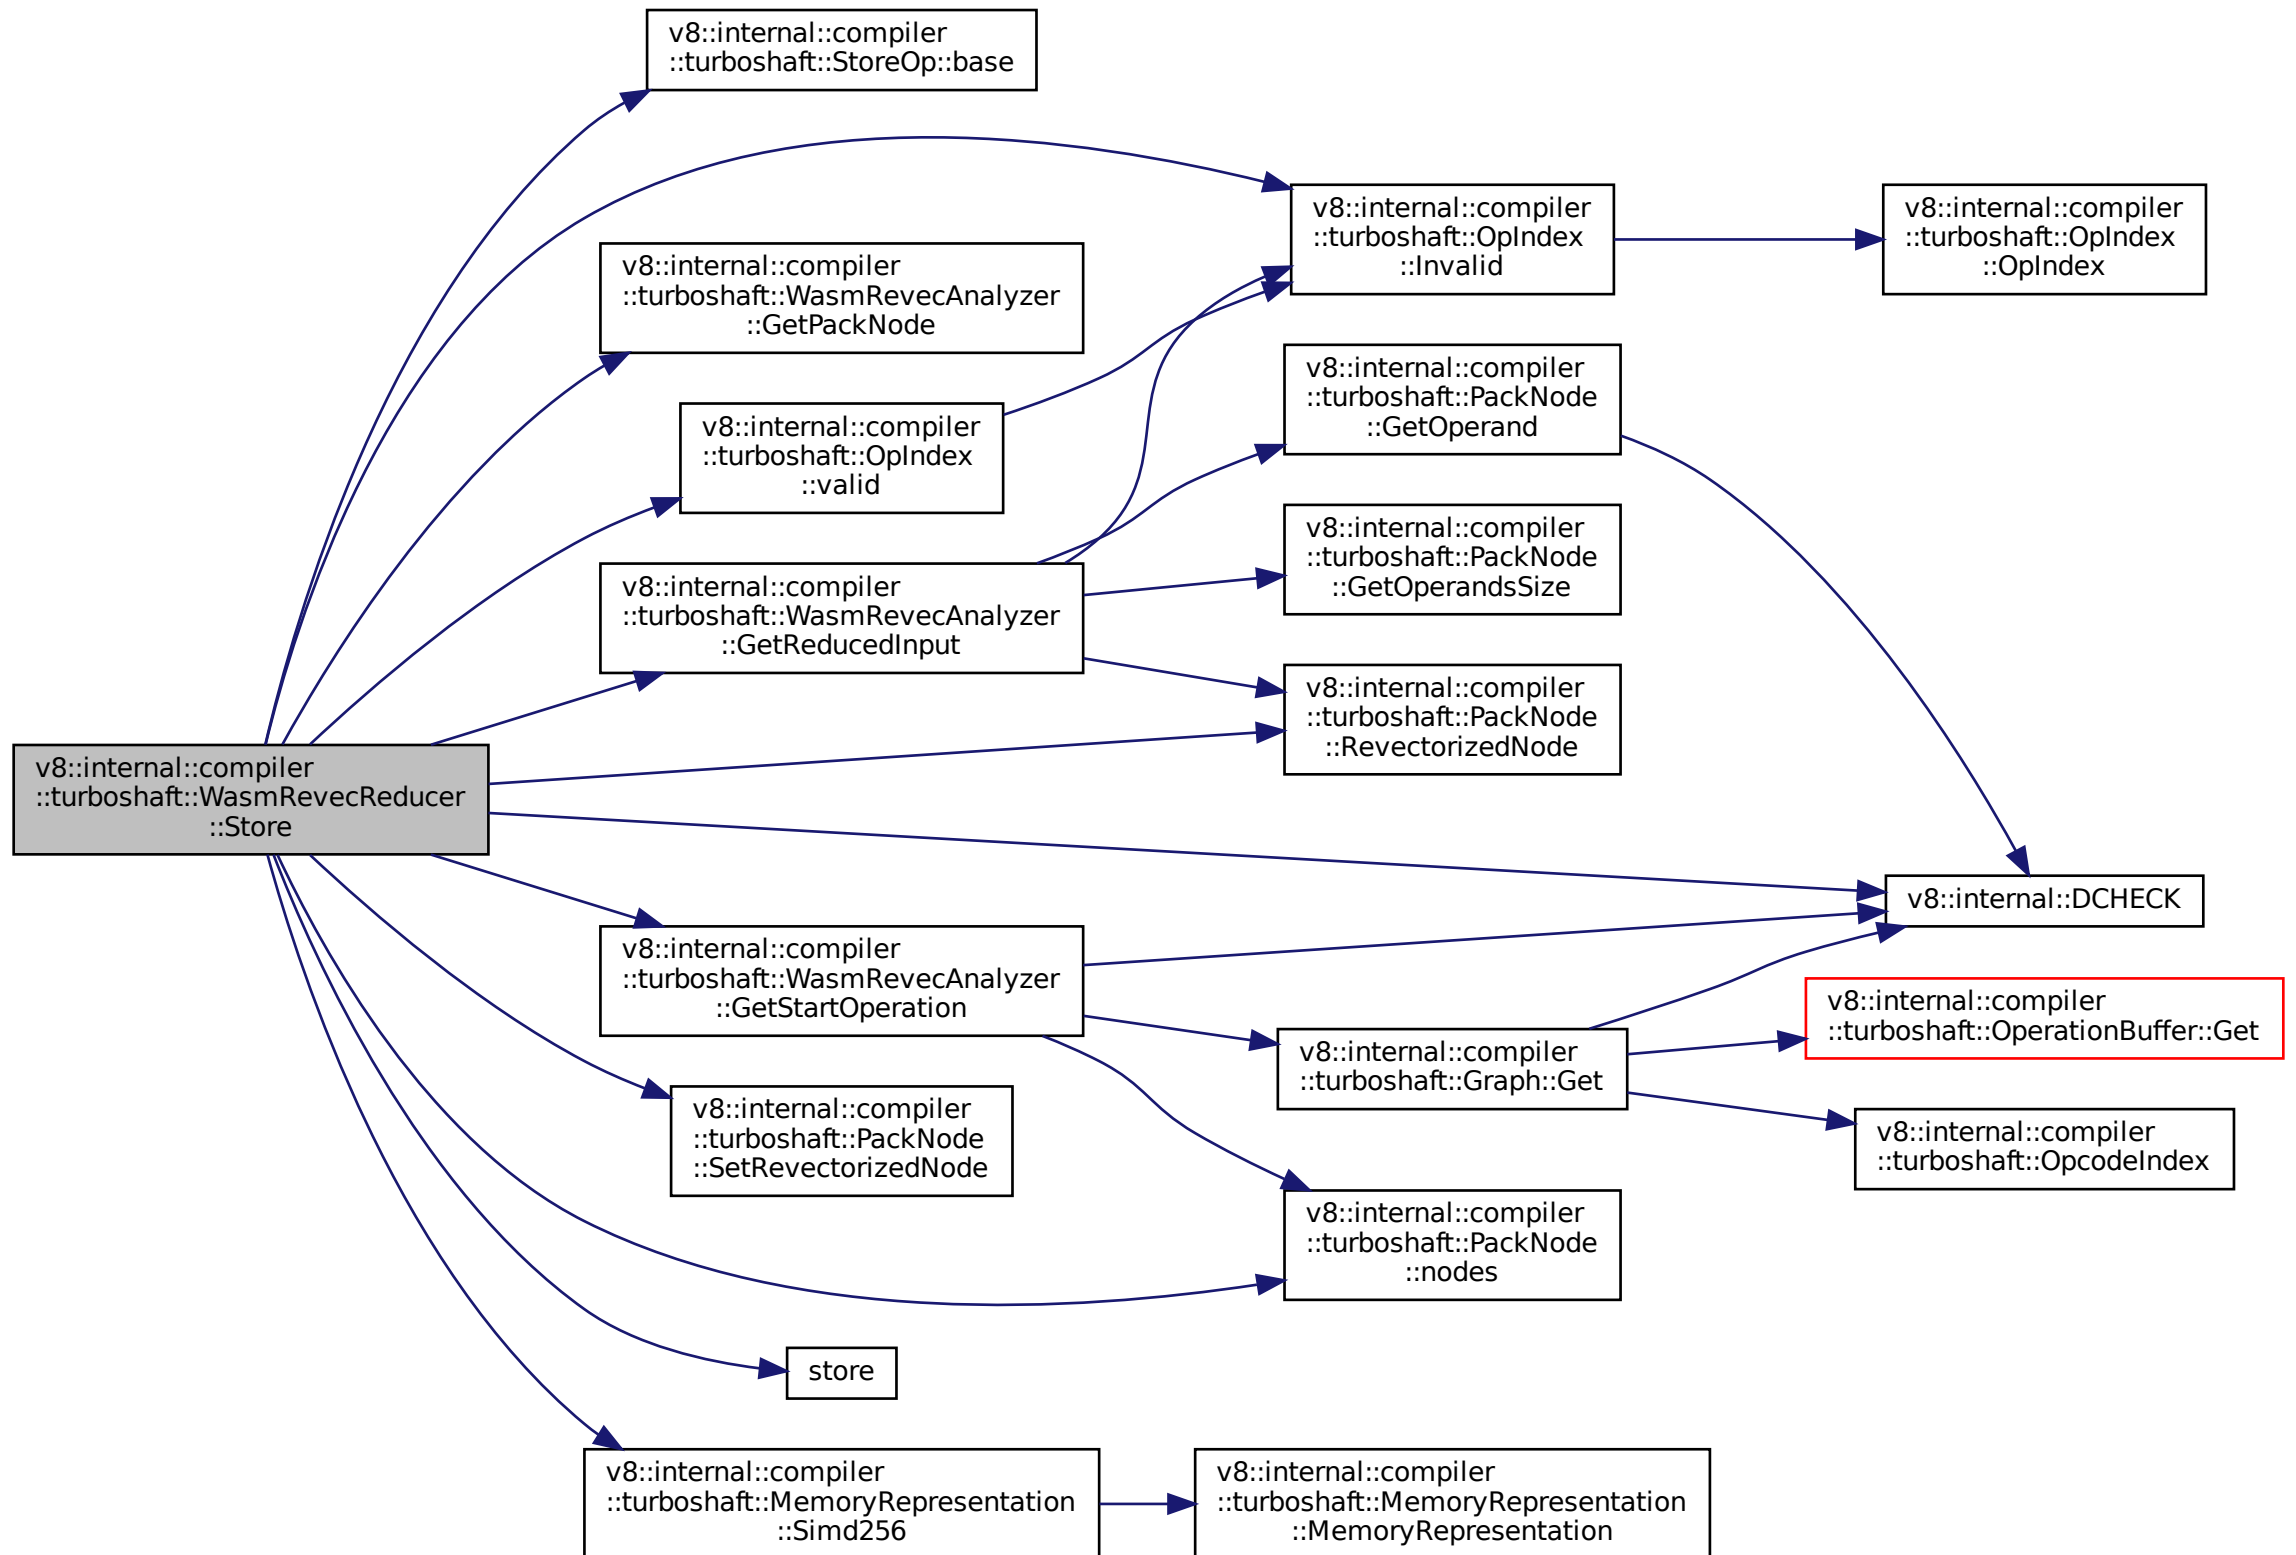 v8::internal::compiler
::turboshaft::StoreOp::base
v8::internal::compiler
::turboshaft::OpIndex
::Invalid
v8::internal::compiler
::turboshaft::OpIndex
::OpIndex
v8::internal::compiler
::turboshaft::WasmRevecAnalyzer
::GetPackNode
v8::internal::compiler
::turboshaft::PackNode
::GetOperand
v8::internal::compiler
::turboshaft::OpIndex
::valid
v8::internal::compiler
::turboshaft::PackNode
::GetOperandsSize
v8::internal::compiler
::turboshaft::WasmRevecAnalyzer
::GetReducedInput
v8::internal::compiler
::turboshaft::PackNode
::RevectorizedNode
v8::internal::compiler
::turboshaft::WasmRevecReducer
::Store
v8::internal::DCHECK
v8::internal::compiler
::turboshaft::WasmRevecAnalyzer
::GetStartOperation
v8::internal::compiler
::turboshaft::OperationBuffer::Get
v8::internal::compiler
::turboshaft::Graph::Get
v8::internal::compiler
::turboshaft::PackNode
::SetRevectorizedNode
v8::internal::compiler
::turboshaft::OpcodeIndex
v8::internal::compiler
::turboshaft::PackNode
::nodes
store
v8::internal::compiler
::turboshaft::MemoryRepresentation
::Simd256
v8::internal::compiler
::turboshaft::MemoryRepresentation
::MemoryRepresentation